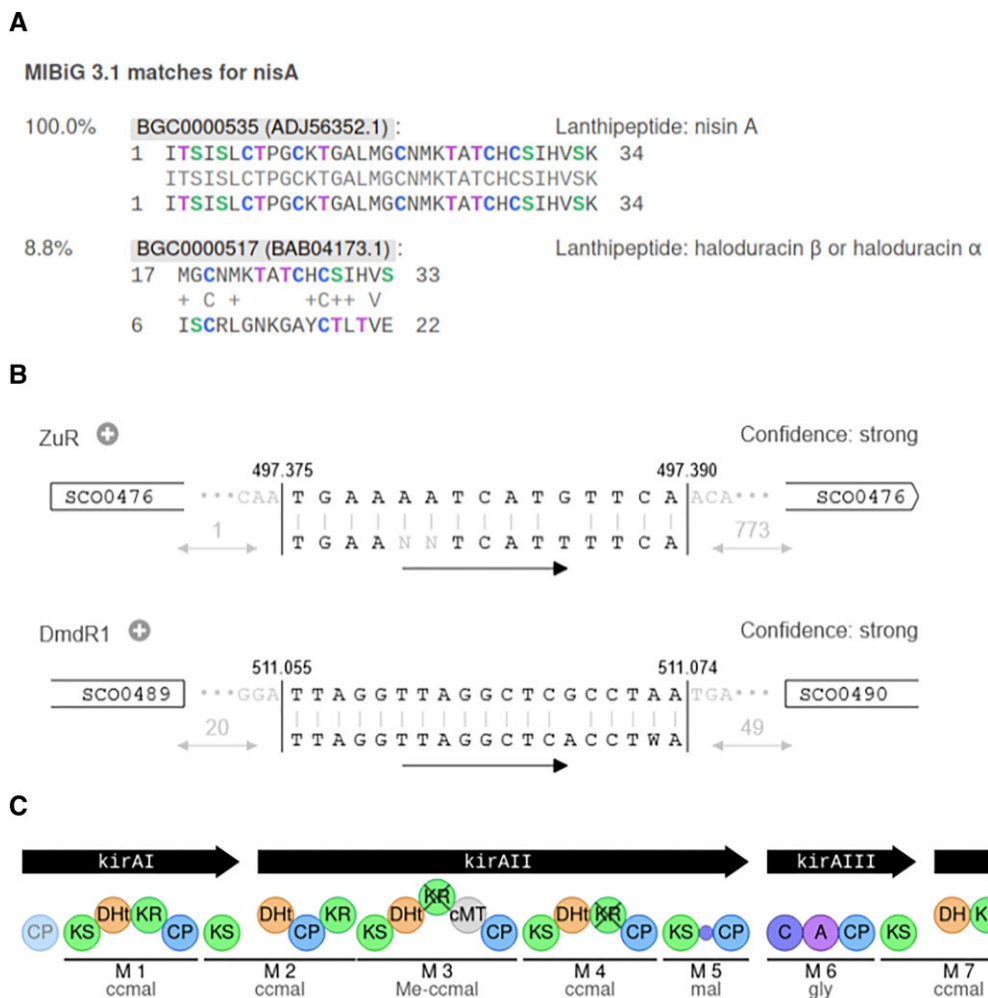 A
MIBiG 3.1 matches for nisA
100.0% BGC0000535 (ADJ56352.1) : Lanthipeptide: nisin A
1 ITSISLCTPGCKTGALMGCNMKTATCHCSIHVSK 34
ITSISLCTPGCKTGALMGCNMKTATCHCSIHVSK
1 ITSISLCTPGCKTGALMGCNMKTATCHCSIHVSK 34
8.8% BGC0000517 (BAB04173.1) : Lanthipeptide: haloduracin β or haloduracin α
17 MGCNMKTATCHCSIHVS 33
+ C + +C++ V
6 ISCRLGNKGAYCTLTVE 22
B
ZuR + Confidence: strong
497.375 497.390
SCO0476 •••CAA T G A A A A T C A T G T T C A ACA••• SCO0476
1 T G A A N N T C A T T T T C A 773
DmdR1 + Confidence: strong
511.055 511.074
SCO0489 •••GGA T T A G G T T A G G C T C G C C T A A TGA••• SCO0490
20 T T A G G T T A G G C T C A C C T W A 49
C
kirAI kirAII kirAIII
CP KS DHt KR CP KS DHt CP KR KS DHt KR cMT CP KS DHt KR CP KS CP C A CP KS DH K
M 1 M 2 M 3 M 4 M 5 M 6 M 7
ccmal ccmal Me-ccmal ccmal mal gly ccmal